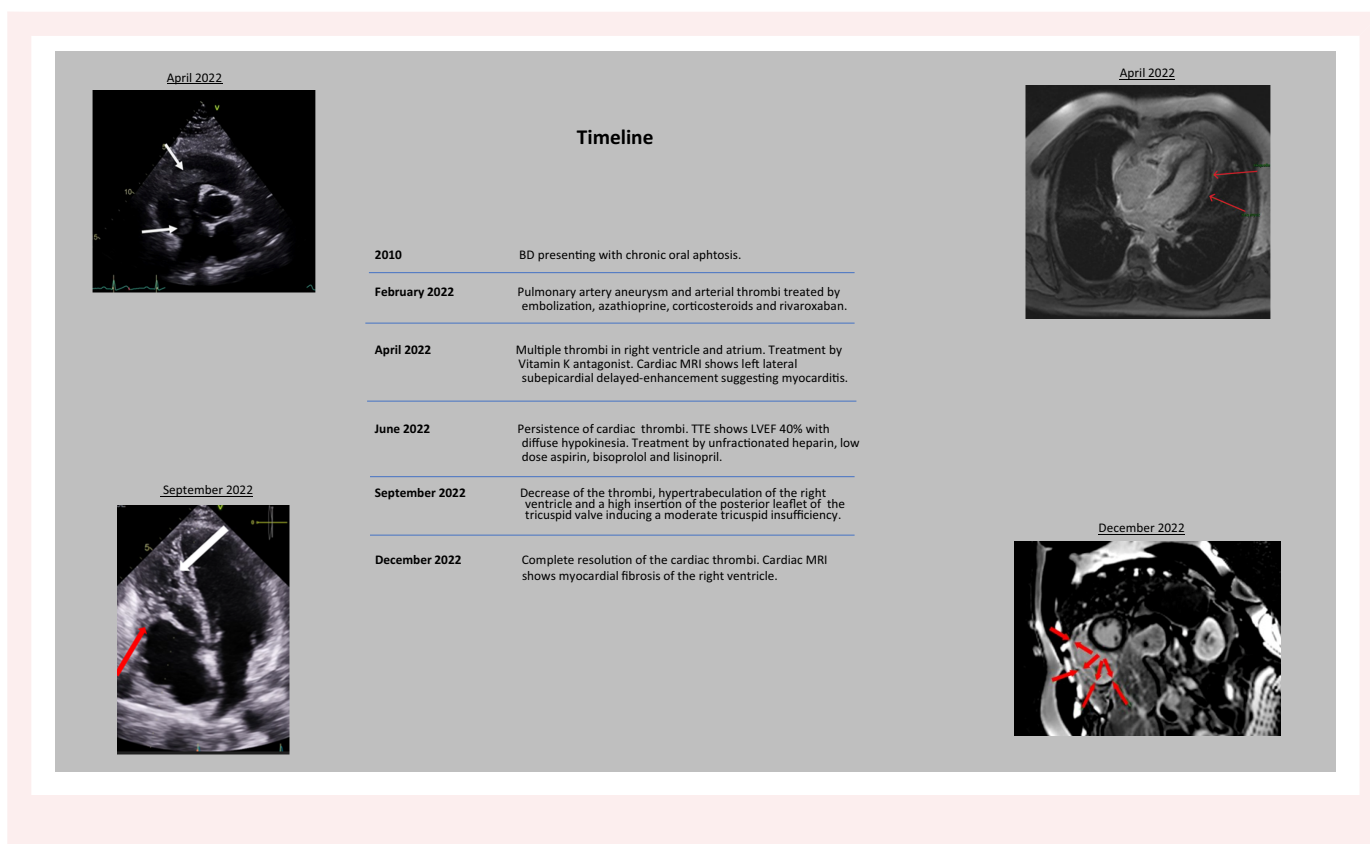 April 2022
April 2022
Timeline
2010 BD presenting with chronic oral aphtosis.
February 2022 Pulmonary artery aneurysm and arterial thrombi treated by
embolization, azathioprine, corticosteroids and rivaroxaban.
April 2022 Multiple thrombi in right ventricle and atrium. Treatment by
Vitamin K antagonist. Cardiac MRI shows left lateral
subepicardial delayed-enhancement suggesting myocarditis.
June 2022 Persistence of cardiac thrombi. TTE shows LVEF 40% with
diffuse hypokinesia. Treatment by unfractionated heparin, low
dose aspirin, bisoprolol and lisinopril.
September 2022
September 2022 Decrease of the thrombi, hypertrabeculation of the right
ventricle and a high insertion of the posterior leaflet of the
tricuspid valve inducing a moderate tricuspid insufficiency.
December 2022
December 2022 Complete resolution of the cardiac thrombi. Cardiac MRI
shows myocardial fibrosis of the right ventricle.
V
10
5
5